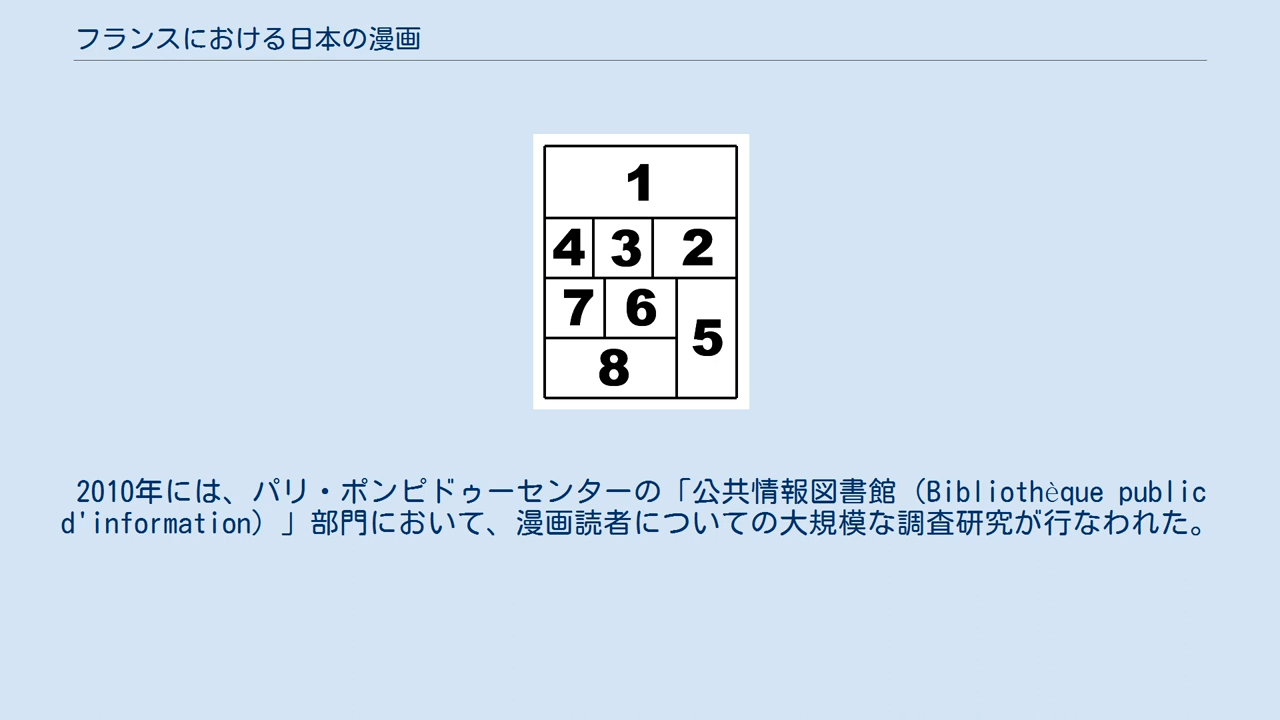 フランスにおける日本の漫画
1
4 3 2
7 6
5
8
2010年には、パリ・ポンピドゥーセンターの「公共情報図書館（Bibliothèque public
d'information）」部門において、漫画読者についての大規模な調査研究が行なわれた。